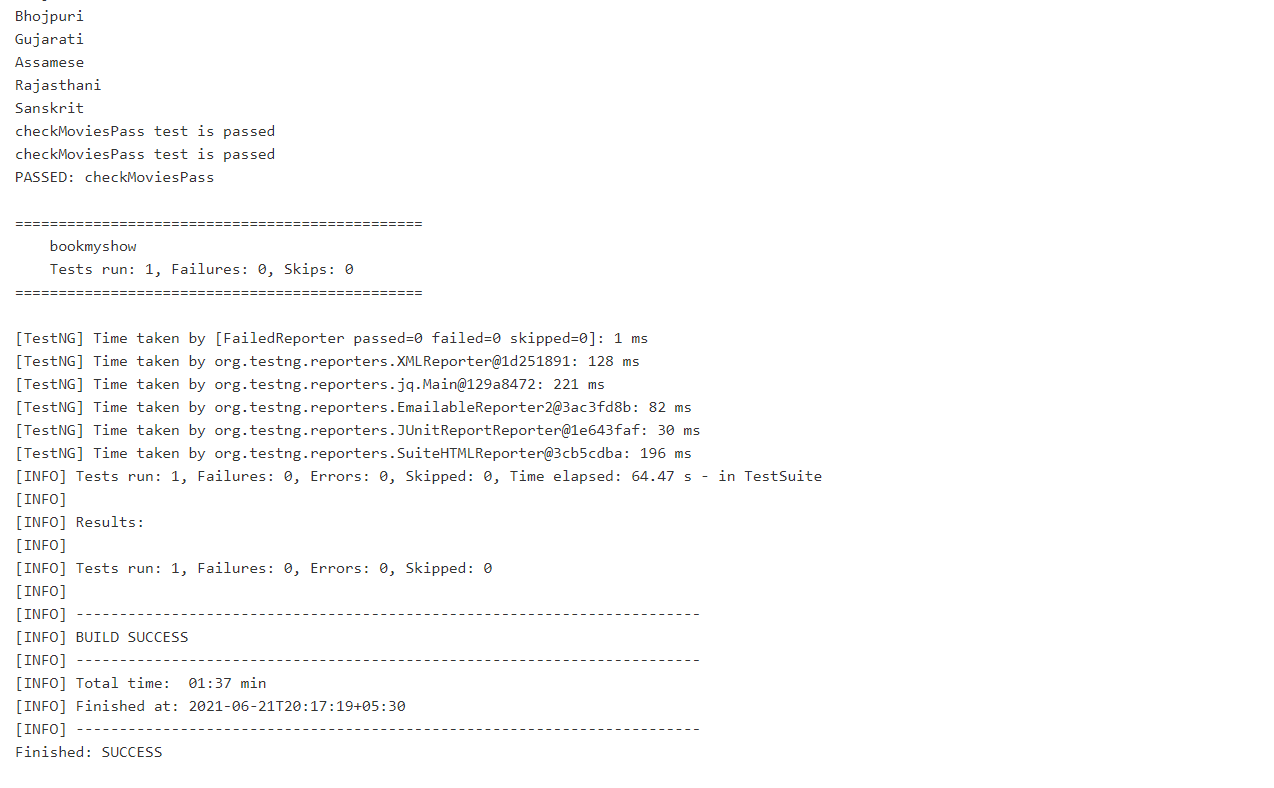 Bhojpuri
Gujarati
Assamese
Rajasthani
Sanskrit
checkMoviesPass test is passed
checkMoviesPass test is passed
PASSED: checkMoviesPass
===============================================
    bookmyshow
    Tests run: 1, Failures: 0, Skips: 0
===============================================
[TestNG] Time taken by [FailedReporter passed=0 failed=0 skipped=0]: 1 ms
[TestNG] Time taken by org.testng.reporters.XMLReporter@1d251891: 128 ms
[TestNG] Time taken by org.testng.reporters.jq.Main@129a8472: 221 ms
[TestNG] Time taken by org.testng.reporters.EmailableReporter2@3ac3fd8b: 82 ms
[TestNG] Time taken by org.testng.reporters.JUnitReportReporter@1e643faf: 30 ms
[TestNG] Time taken by org.testng.reporters.SuiteHTMLReporter@3cb5cdba: 196 ms
[INFO] Tests run: 1, Failures: 0, Errors: 0, Skipped: 0, Time elapsed: 64.47 s - in TestSuite
[INFO]
[INFO] Results:
[INFO]
[INFO] Tests run: 1, Failures: 0, Errors: 0, Skipped: 0
[INFO]
[INFO] ------------------------------------------------------------------------
[INFO] BUILD SUCCESS
[INFO] ------------------------------------------------------------------------
[INFO] Total time:  01:37 min
[INFO] Finished at: 2021-06-21T20:17:19+05:30
[INFO] ------------------------------------------------------------------------
Finished: SUCCESS